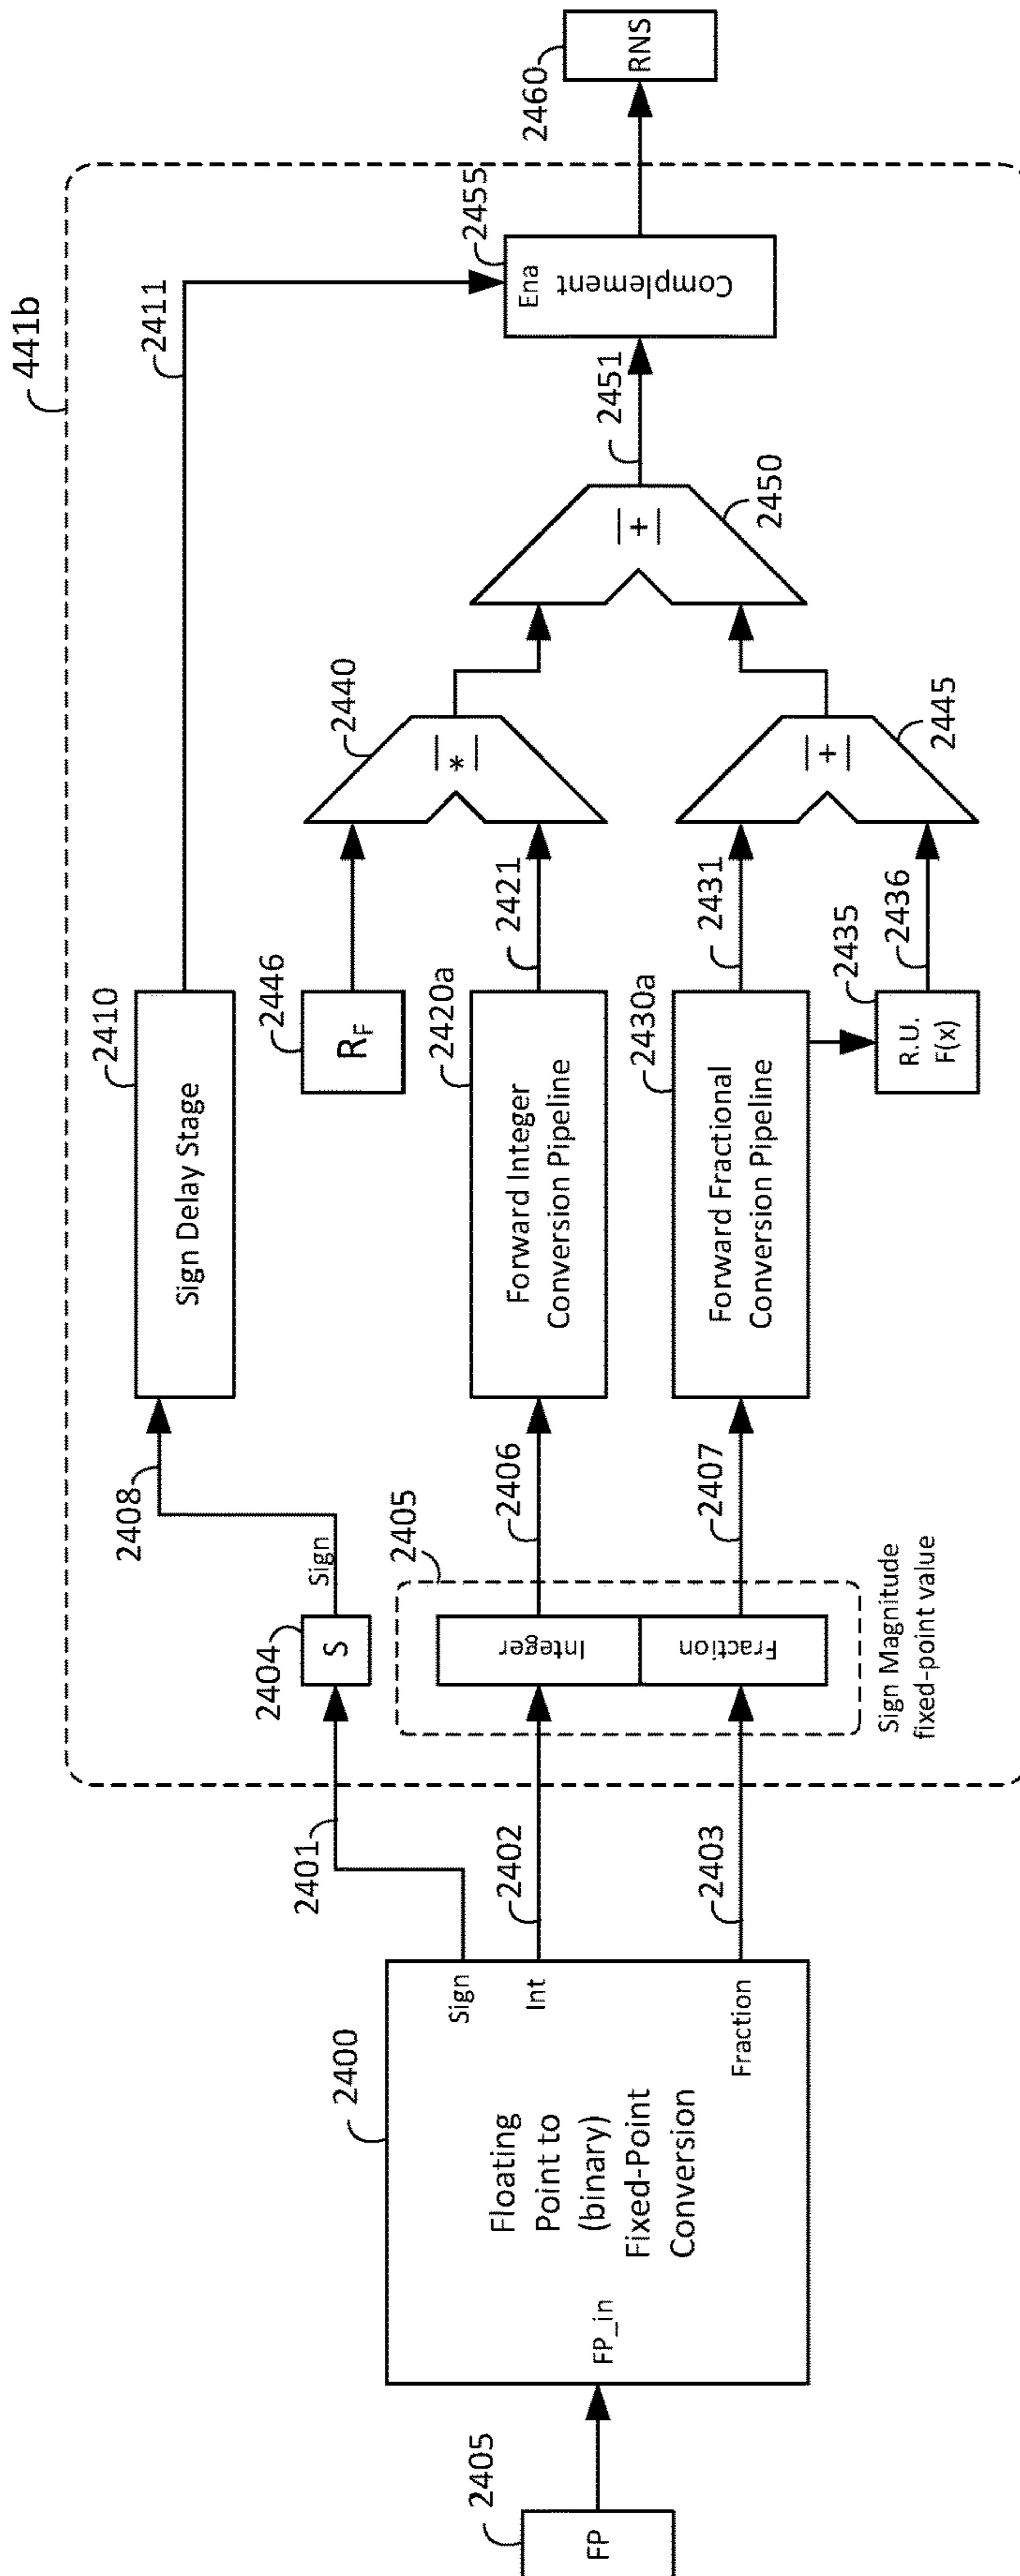 441b
2405
FP
2400
Floating
Point to
(binary)
Fixed-Point
Conversion
FP_in
Sign
Int
Fraction
2401
2402
2403
2404
S
Sign
2405
Integer
Fraction
Sign Magnitude
fixed-point value
2408
2406
2407
2410
Sign Delay Stage
2411
2446
R_F
2420a
Forward Integer
Conversion Pipeline
2421
2430a
Forward Fractional
Conversion Pipeline
2431
2435
R.U.
F(x)
2436
2440
*
2445
+
2450
+
2451
2455
Ena
Complement
2460
RNS